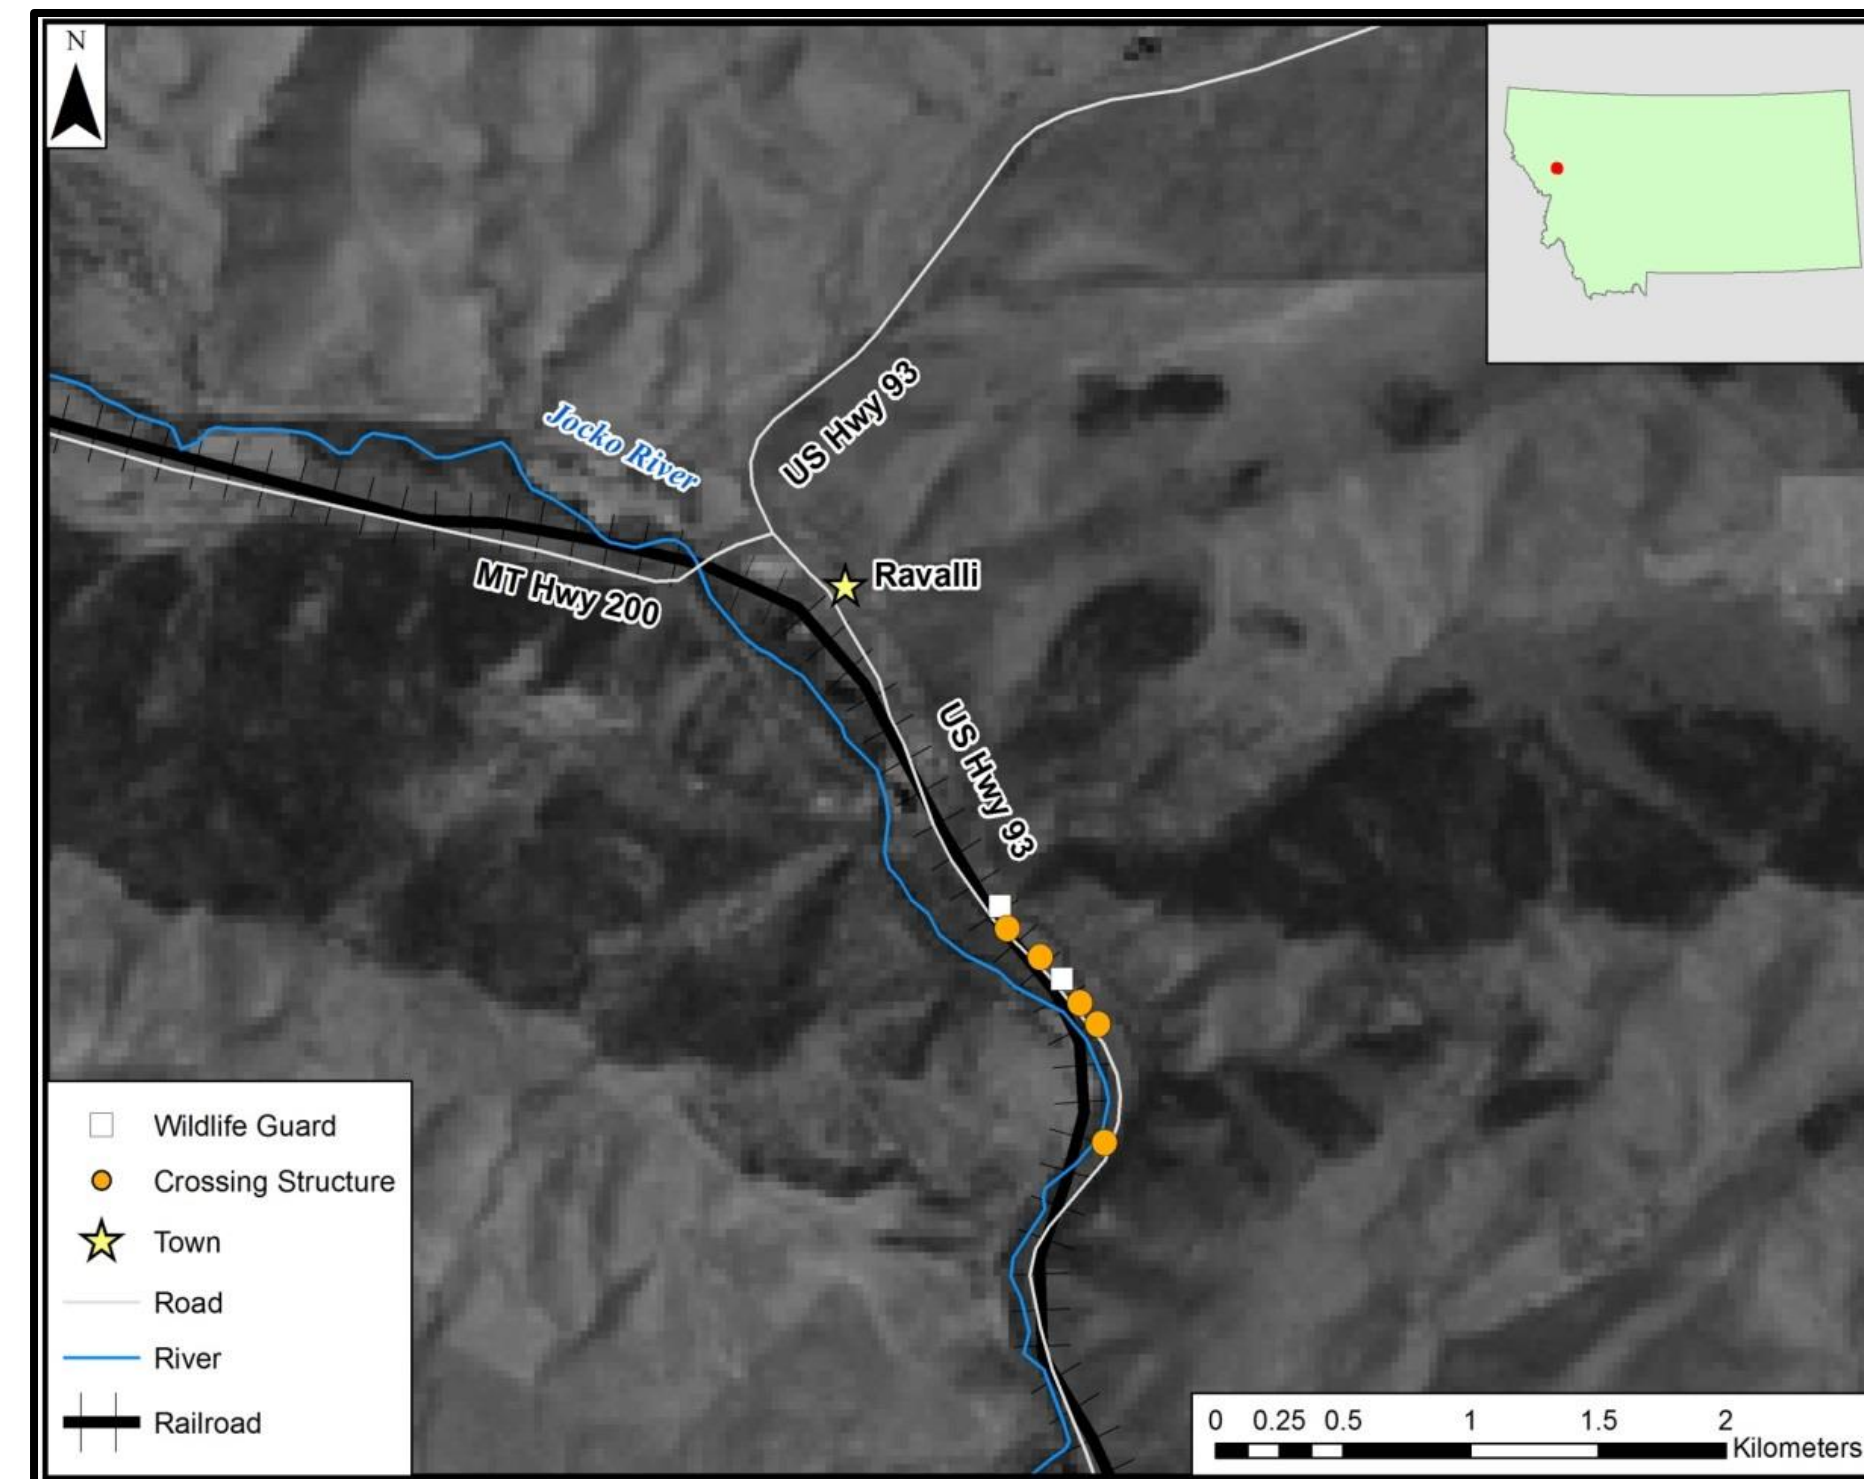 N
US Hwy 93
Jocko River
MT Hwy 200
Ravalli
US Hwy 93
Wildlife Guard
Crossing Structure
Town
Road
River
Railroad
0 0.25 0.5 1 1.5 2
Kilometers